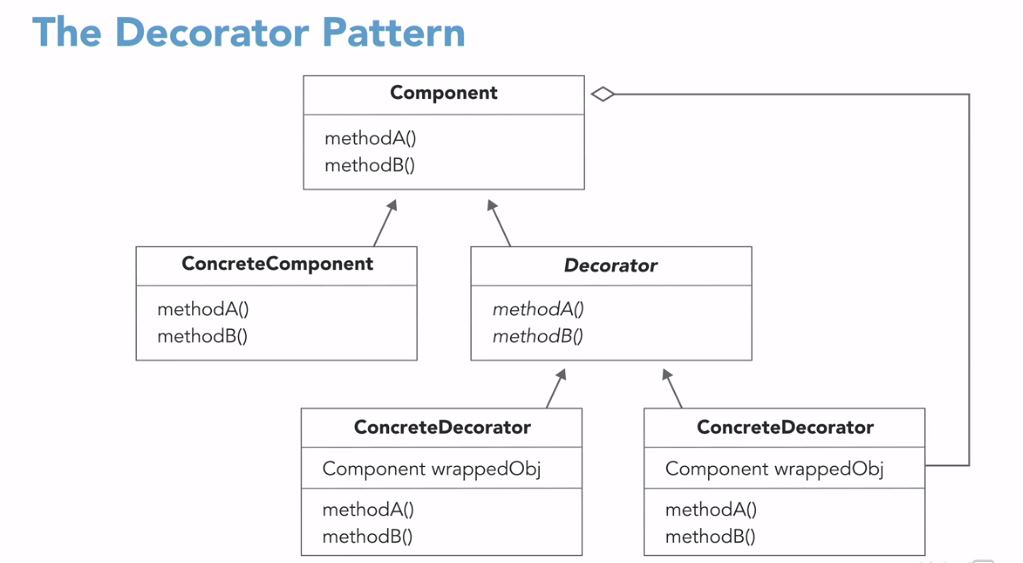 The Decorator Pattern
Component
methodA()
methodB()
ConcreteComponent
methodA()
methodB()
Decorator
methodA()
methodB()
ConcreteDecorator
Component wrappedObj
methodA()
methodB()
ConcreteDecorator
Component wrappedObj
methodA()
methodB()